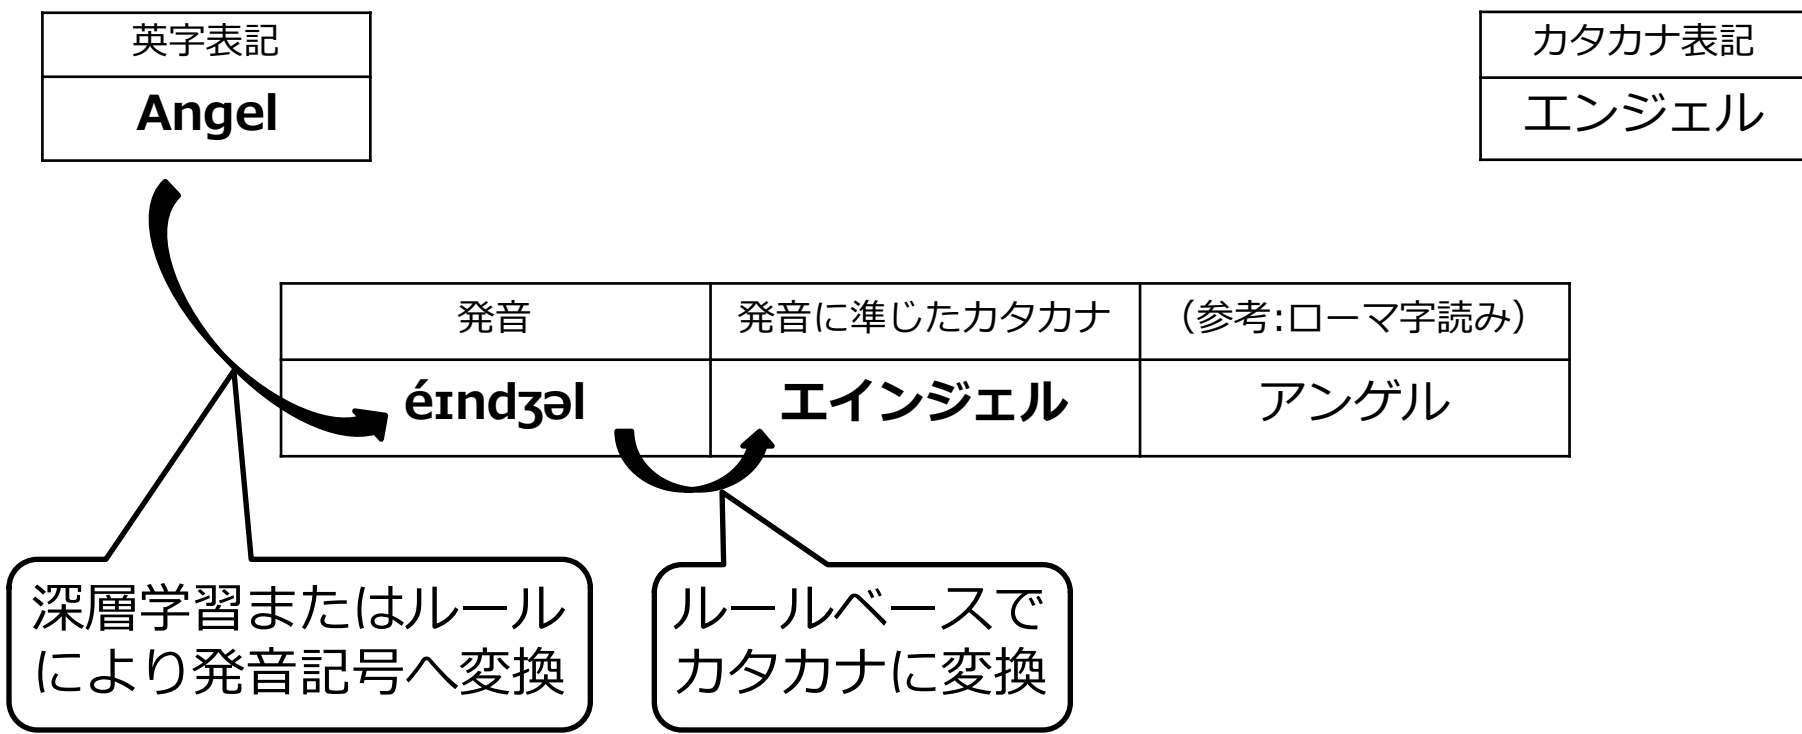 英字表記
Angel
カタカナ表記
エンジェル
発音
発音に準じたカタカナ
（参考:ローマ字読み）
éɪndʒəl
エインジェル
アンゲル
深層学習またはルール
により発音記号へ変換
ルールベースで
カタカナに変換